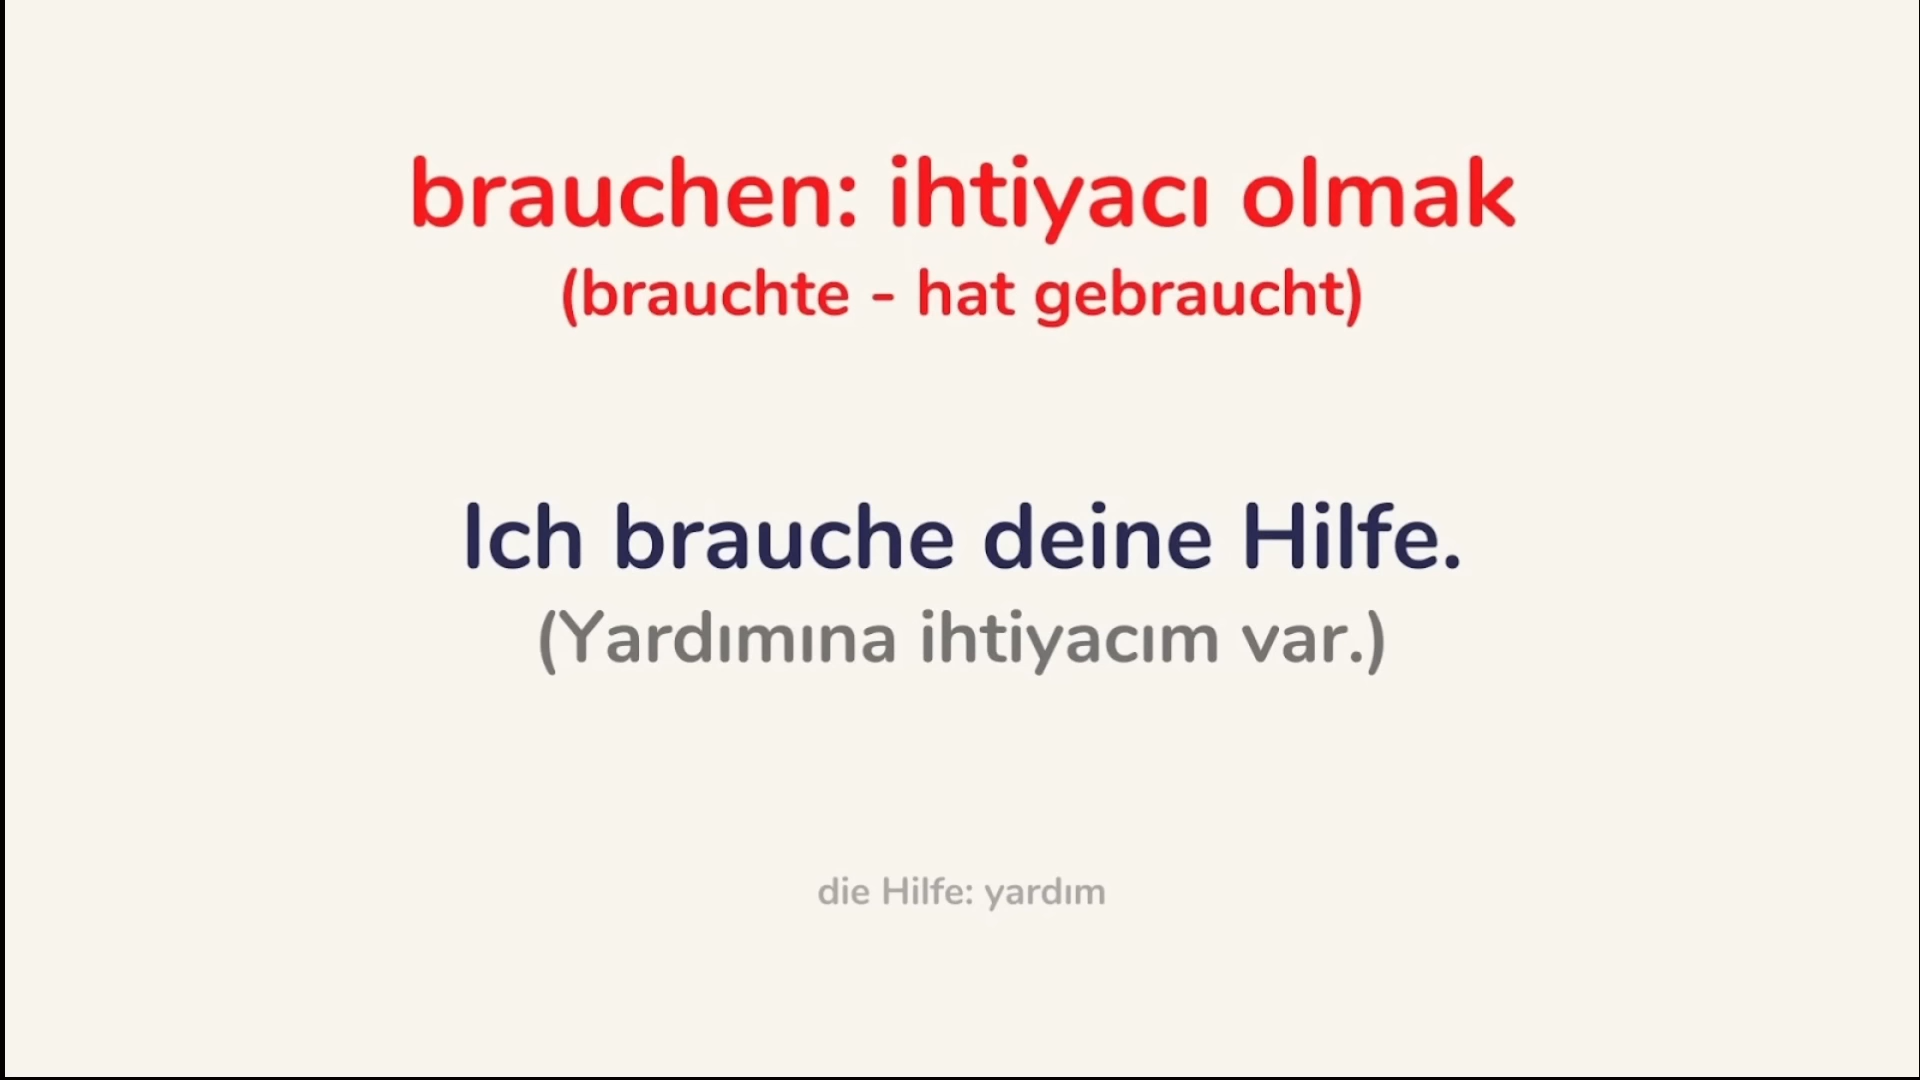 brauchen: ihtiyacı olmak
(brauchte - hat gebraucht)
Ich brauche deine Hilfe.
(Yardımına ihtiyacım var.)
die Hilfe: yardım